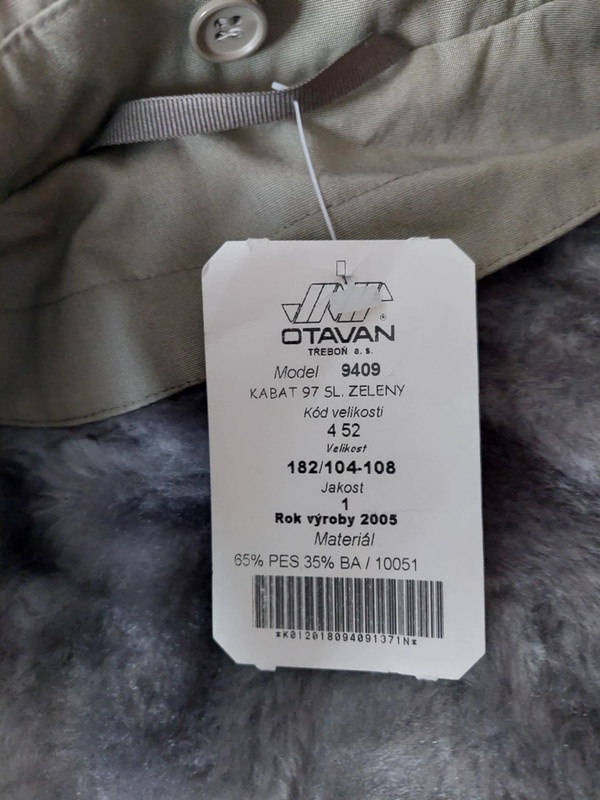 ®
OTAVAN
TŘEBOŇ a. s.
Model 9409
KABAT 97 SL. ZELENY
Kód velikosti
4 52
Velikost
182/104-108
Jakost
1
Rok výroby 2005
Materiál
65% PES 35% BA / 10051
*K012018094091371N*